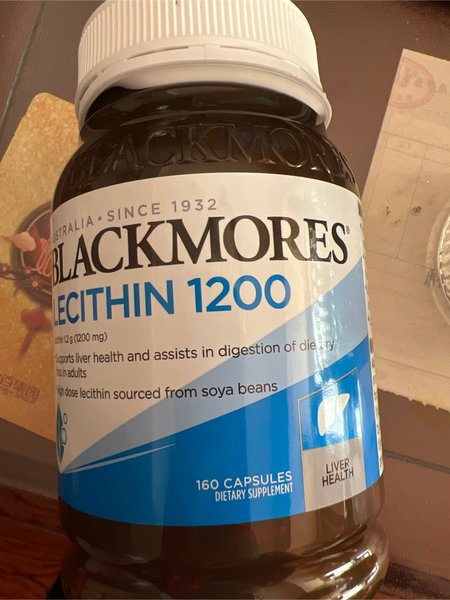 BLACKMORES
AUSTRALIA • SINCE 1932
BLACKMORES®
LECITHIN 1200
Lecithin 1.2 g (1200 mg)
Supports liver health and assists in digestion of dietary
fats in adults
High dose lecithin sourced from soya beans
160 CAPSULES
DIETARY SUPPLEMENT
LIVER
HEALTH